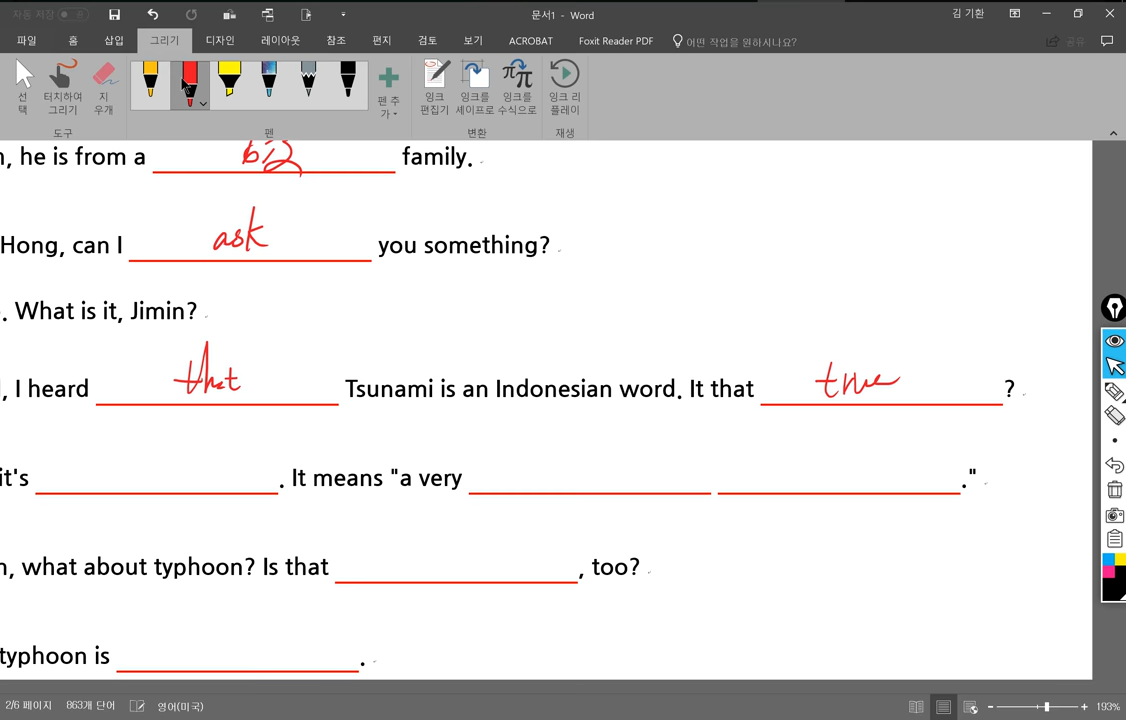 자동 저장 문서1 - Word 김 기환
파일 홈 삽입 그리기 디자인 레이아웃 참조 편지 검토 보기 ACROBAT Foxit Reader PDF 어떤 작업을 원하시나요? 공유
선택 터치하여 그리기 지우개 펜 추가 잉크 편집기 잉크를 셰이프로 잉크를 수식으로 잉크 리플레이
도구 펜 변환 재생
, he is from a big family.
Hong, can I ask you something?
. What is it, Jimin?
, I heard that Tsunami is an Indonesian word. It that true ?
it's . It means "a very ."
, what about typhoon? Is that , too?
typhoon is .
2/6 페이지 863개 단어 영어(미국) 193%